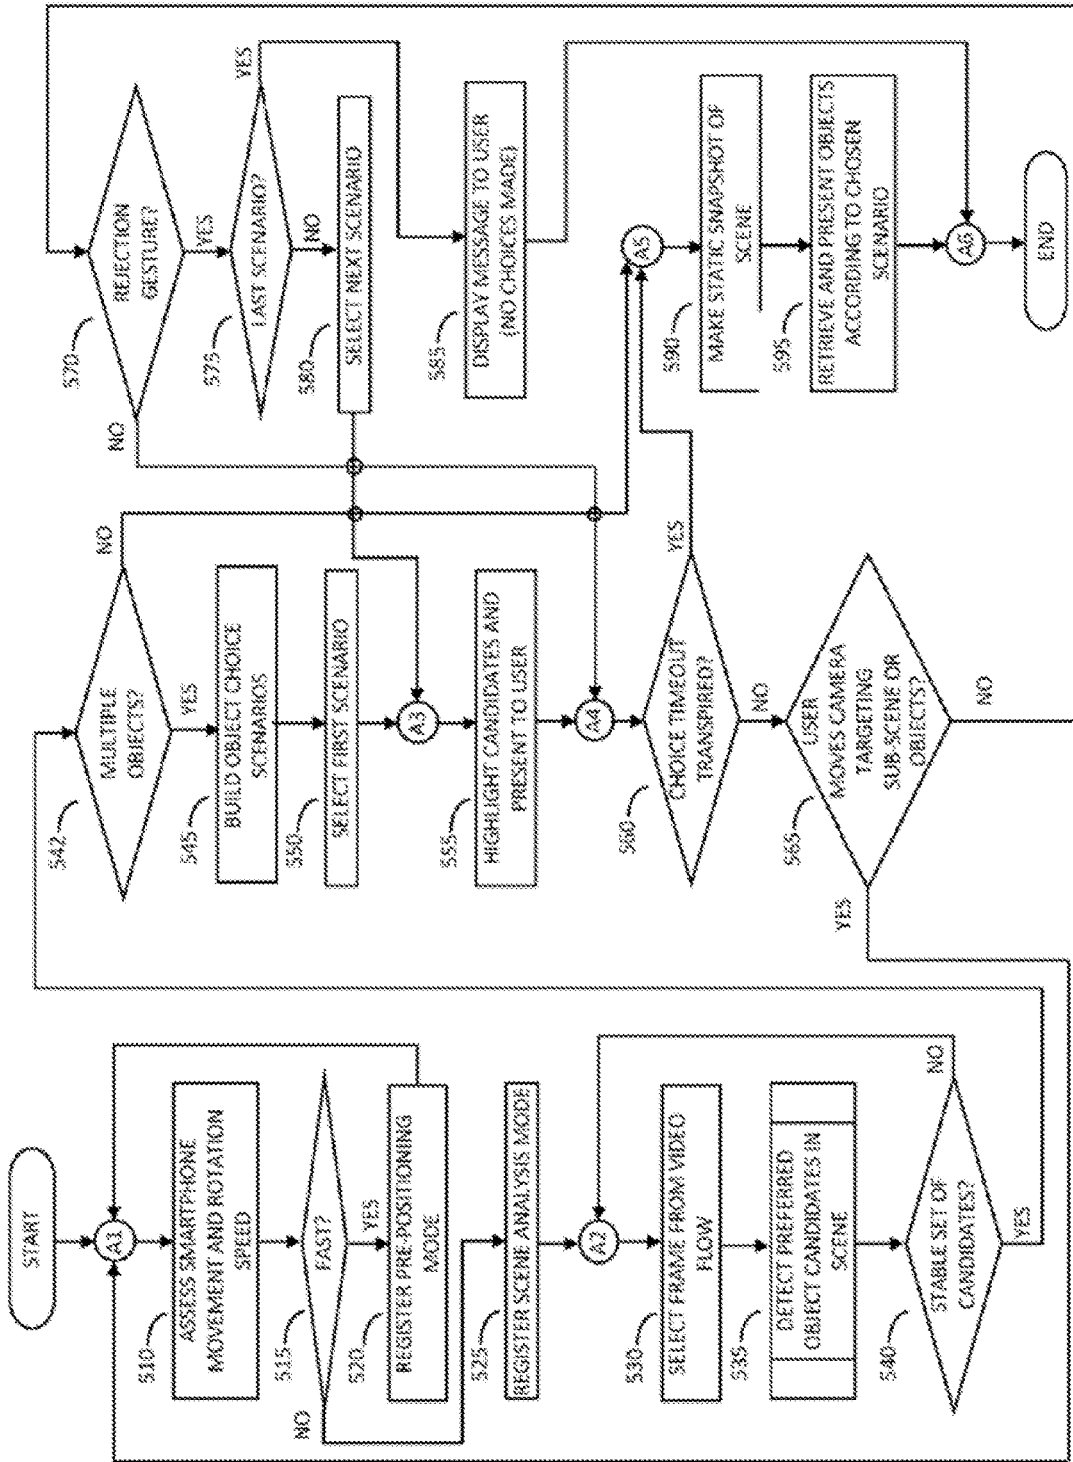 START
A1
510
ASSESS SMARTPHONE
MOVEMENT AND ROTATION
SPEED
515
FAST?
YES
NO
520
REGISTER PRE-POSITIONING
MODE
525
REGISTER SCENE ANALYSIS MODE
A2
530
SELECT FRAME FROM VIDEO
FLOW
535
DETECT PREFERRED
OBJECT CANDIDATES IN
SCENE
540
STABLE SET OF
CANDIDATES?
NO
YES
542
MULTIPLE
OBJECTS?
NO
YES
545
BUILD OBJECT CHOICE
SCENARIOS
550
SELECT FIRST SCENARIO
A3
555
HIGHLIGHT CANDIDATES AND
PRESENT TO USER
A4
560
CHOICE TIMEOUT
TRANSPIRED?
YES
NO
565
USER
MOVES CAMERA
TARGETING
SUB-SCENE OR
OBJECTS?
YES
NO
570
REJECTION
GESTURE?
NO
YES
575
LAST SCENARIO?
YES
NO
580
SELECT NEXT SCENARIO
585
DISPLAY MESSAGE TO USER
(NO CHOICES MADE)
A5
590
MAKE STATIC SNAPSHOT OF
SCENE
595
RETRIEVE AND PRESENT OBJECTS
ACCORDING TO CHOSEN
SCENARIO
A6
END